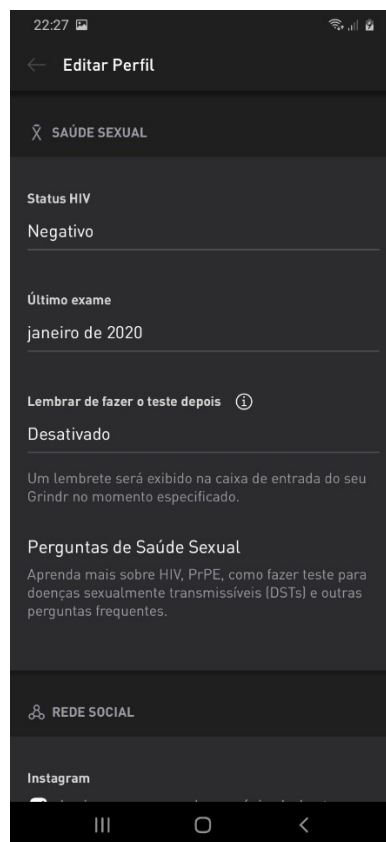 22:27
Editar Perfil
SAÚDE SEXUAL
Status HIV
Negativo
Último exame
janeiro de 2020
Lembrar de fazer o teste depois
Desativado
Um lembrete será exibido na caixa de entrada do seu
Grindr no momento especificado.
Perguntas de Saúde Sexual
Aprenda mais sobre HIV, PrPE, como fazer teste para
doenças sexualmente transmissíveis (DSTs) e outras
perguntas frequentes.
REDE SOCIAL
Instagram